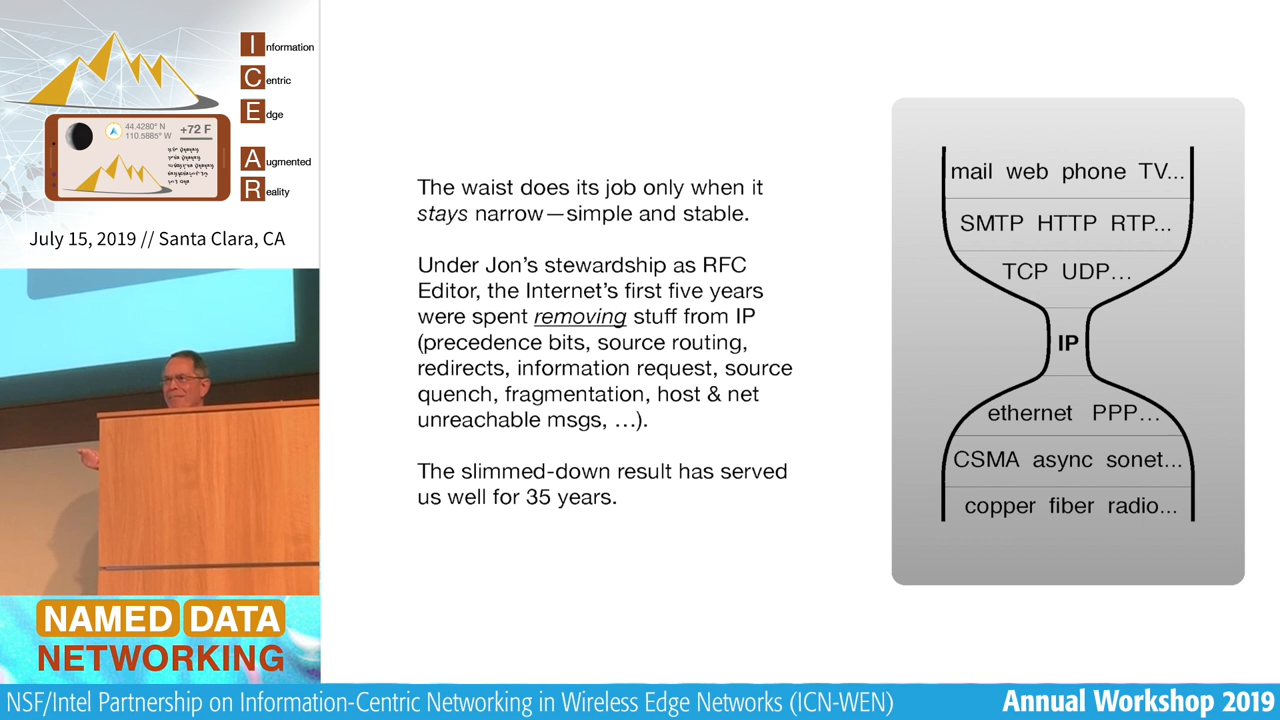 Information
Centric
Edge
Augmented
Reality
44.4280° N
110.5885° W
+72 F
July 15, 2019 // Santa Clara, CA
The waist does its job only when it
stays narrow—simple and stable.
Under Jon's stewardship as RFC
Editor, the Internet's first five years
were spent removing stuff from IP
(precedence bits, source routing,
redirects, information request, source
quench, fragmentation, host & net
unreachable msgs, …).
The slimmed-down result has served
us well for 35 years.
mail web phone TV...
SMTP HTTP RTP...
TCP UDP…
IP
ethernet PPP…
CSMA async sonet...
copper fiber radio...
NAMED DATA
NETWORKING
NSF/Intel Partnership on Information-Centric Networking in Wireless Edge Networks (ICN-WEN)
Annual Workshop 2019